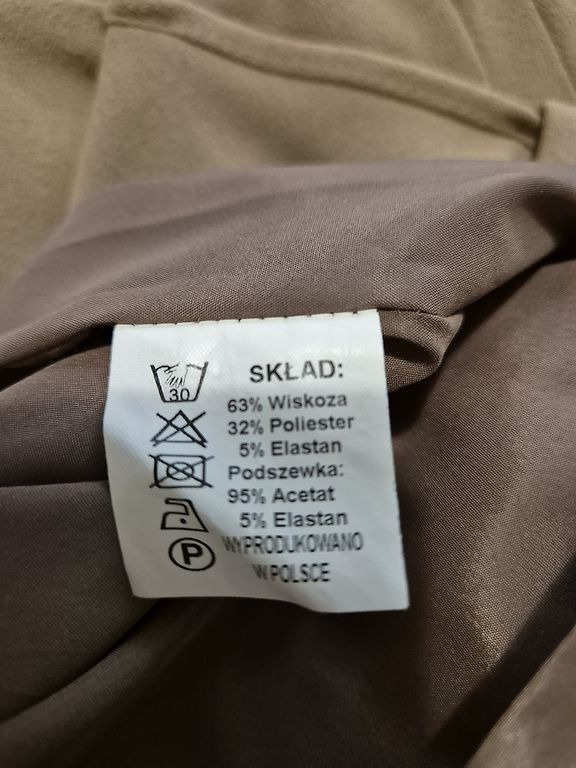 SKŁAD:
30
63% Wiskoza
32% Poliester
5% Elastan
Podszewka:
95% Acetat
5% Elastan
P
WYPRODUKOWANO
W POLSCE